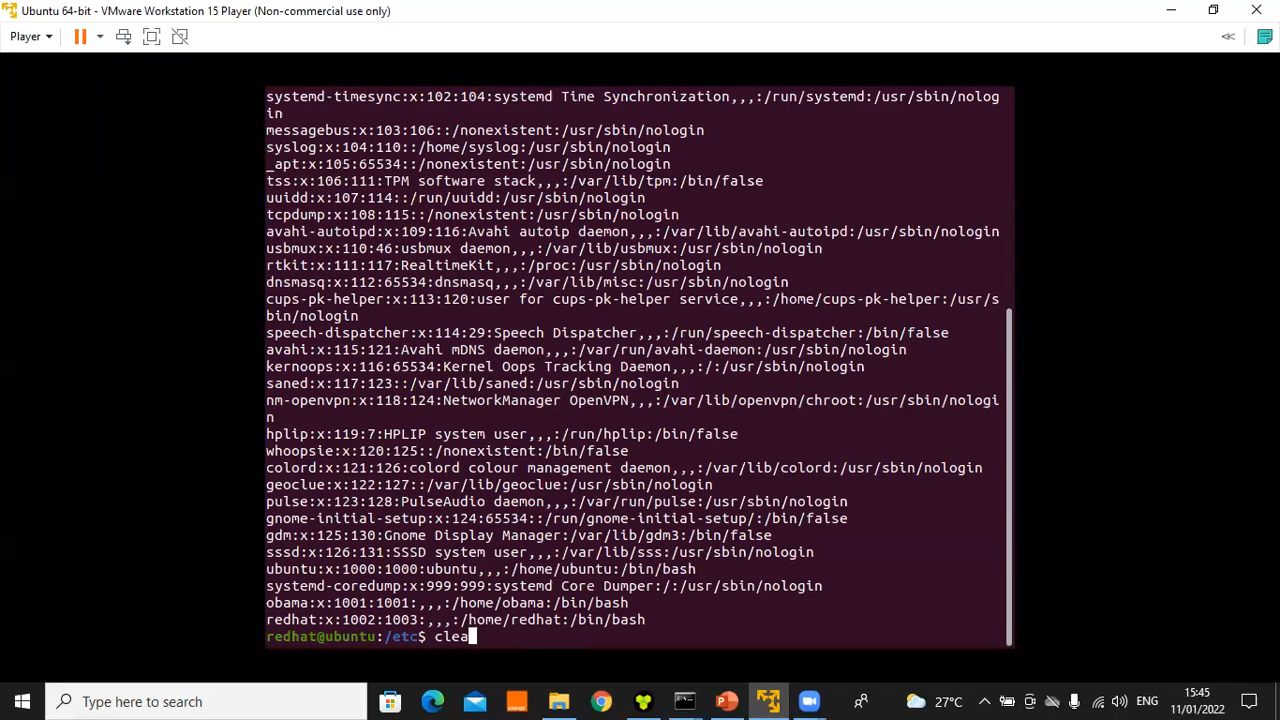 Ubuntu 64-bit - VMware Workstation 15 Player (Non-commercial use only)
Player
systemd-timesync:x:102:104:systemd Time Synchronization,,,:/run/systemd:/usr/sbin/nolog
in
messagebus:x:103:106::/nonexistent:/usr/sbin/nologin
syslog:x:104:110::/home/syslog:/usr/sbin/nologin
_apt:x:105:65534::/nonexistent:/usr/sbin/nologin
tss:x:106:111:TPM software stack,,,:/var/lib/tpm:/bin/false
uuidd:x:107:114::/run/uuidd:/usr/sbin/nologin
tcpdump:x:108:115::/nonexistent:/usr/sbin/nologin
avahi-autoipd:x:109:116:Avahi autoip daemon,,,:/var/lib/avahi-autoipd:/usr/sbin/nologin
usbmux:x:110:46:usbmux daemon,,,:/var/lib/usbmux:/usr/sbin/nologin
rtkit:x:111:117:RealtimeKit,,,:/proc:/usr/sbin/nologin
dnsmasq:x:112:65534:dnsmasq,,,:/var/lib/misc:/usr/sbin/nologin
cups-pk-helper:x:113:120:user for cups-pk-helper service,,,:/home/cups-pk-helper:/usr/s
bin/nologin
speech-dispatcher:x:114:29:Speech Dispatcher,,,:/run/speech-dispatcher:/bin/false
avahi:x:115:121:Avahi mDNS daemon,,,:/var/run/avahi-daemon:/usr/sbin/nologin
kernoops:x:116:65534:Kernel Oops Tracking Daemon,,,:/:/usr/sbin/nologin
saned:x:117:123::/var/lib/saned:/usr/sbin/nologin
nm-openvpn:x:118:124:NetworkManager OpenVPN,,,:/var/lib/openvpn/chroot:/usr/sbin/nologi
n
hplip:x:119:7:HPLIP system user,,,:/run/hplip:/bin/false
whoopsie:x:120:125::/nonexistent:/bin/false
colord:x:121:126:colord colour management daemon,,,:/var/lib/colord:/usr/sbin/nologin
geoclue:x:122:127::/var/lib/geoclue:/usr/sbin/nologin
pulse:x:123:128:PulseAudio daemon,,,:/var/run/pulse:/usr/sbin/nologin
gnome-initial-setup:x:124:65534::/run/gnome-initial-setup/:/bin/false
gdm:x:125:130:Gnome Display Manager:/var/lib/gdm3:/bin/false
sssd:x:126:131:SSSD system user,,,:/var/lib/sss:/usr/sbin/nologin
ubuntu:x:1000:1000:ubuntu,,,:/home/ubuntu:/bin/bash
systemd-coredump:x:999:999:systemd Core Dumper:/:/usr/sbin/nologin
obama:x:1001:1001:,,,:/home/obama:/bin/bash
redhat:x:1002:1003:,,,:/home/redhat:/bin/bash
redhat@ubuntu:/etc$ clea
Type here to search
27°C
ENG
15:45
11/01/2022